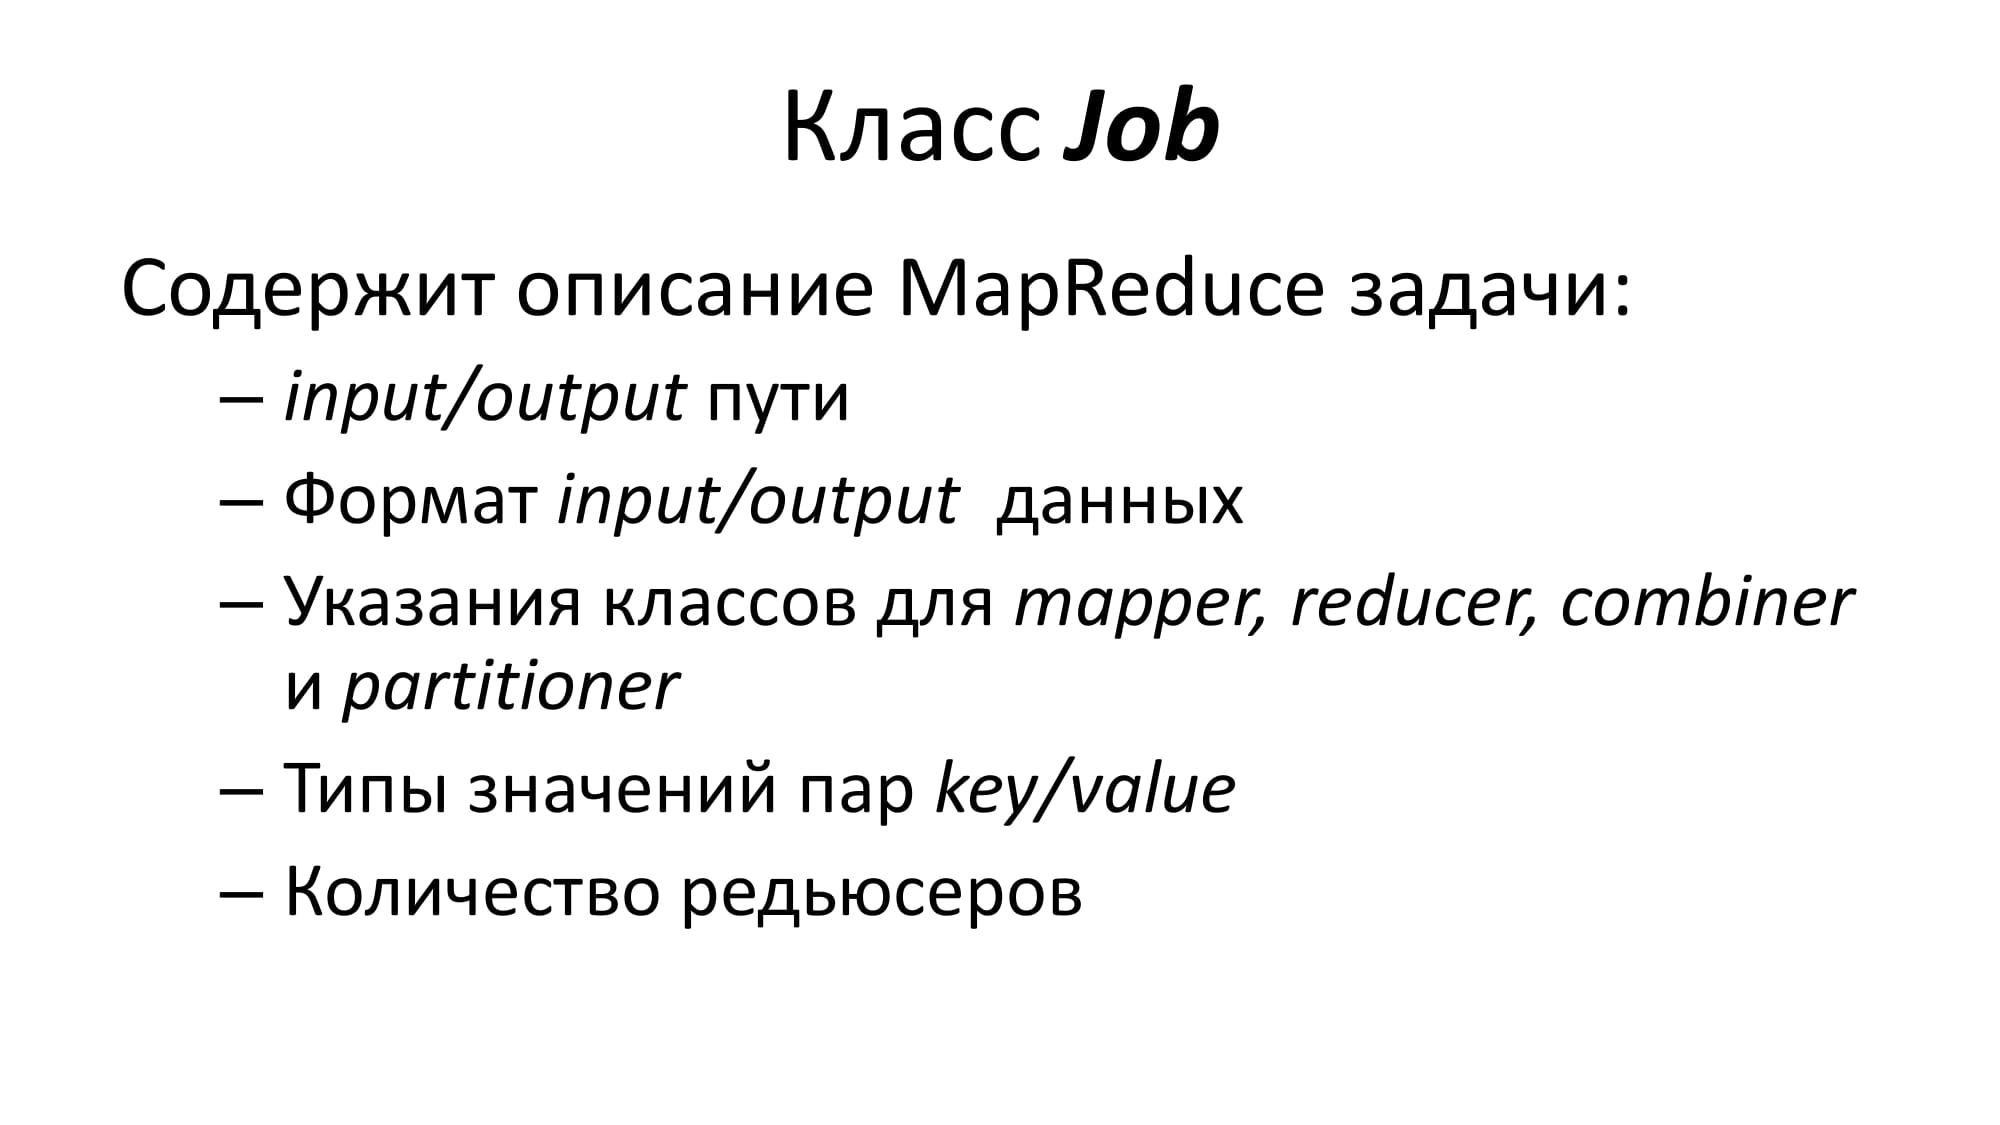 Класс Job
Содержит описание MapReduce задачи:
– input/output пути
– Формат input/output  данных
– Указания классов для mapper, reducer, combiner
и partitioner
– Типы значений пар key/value
– Количество редьюсеров